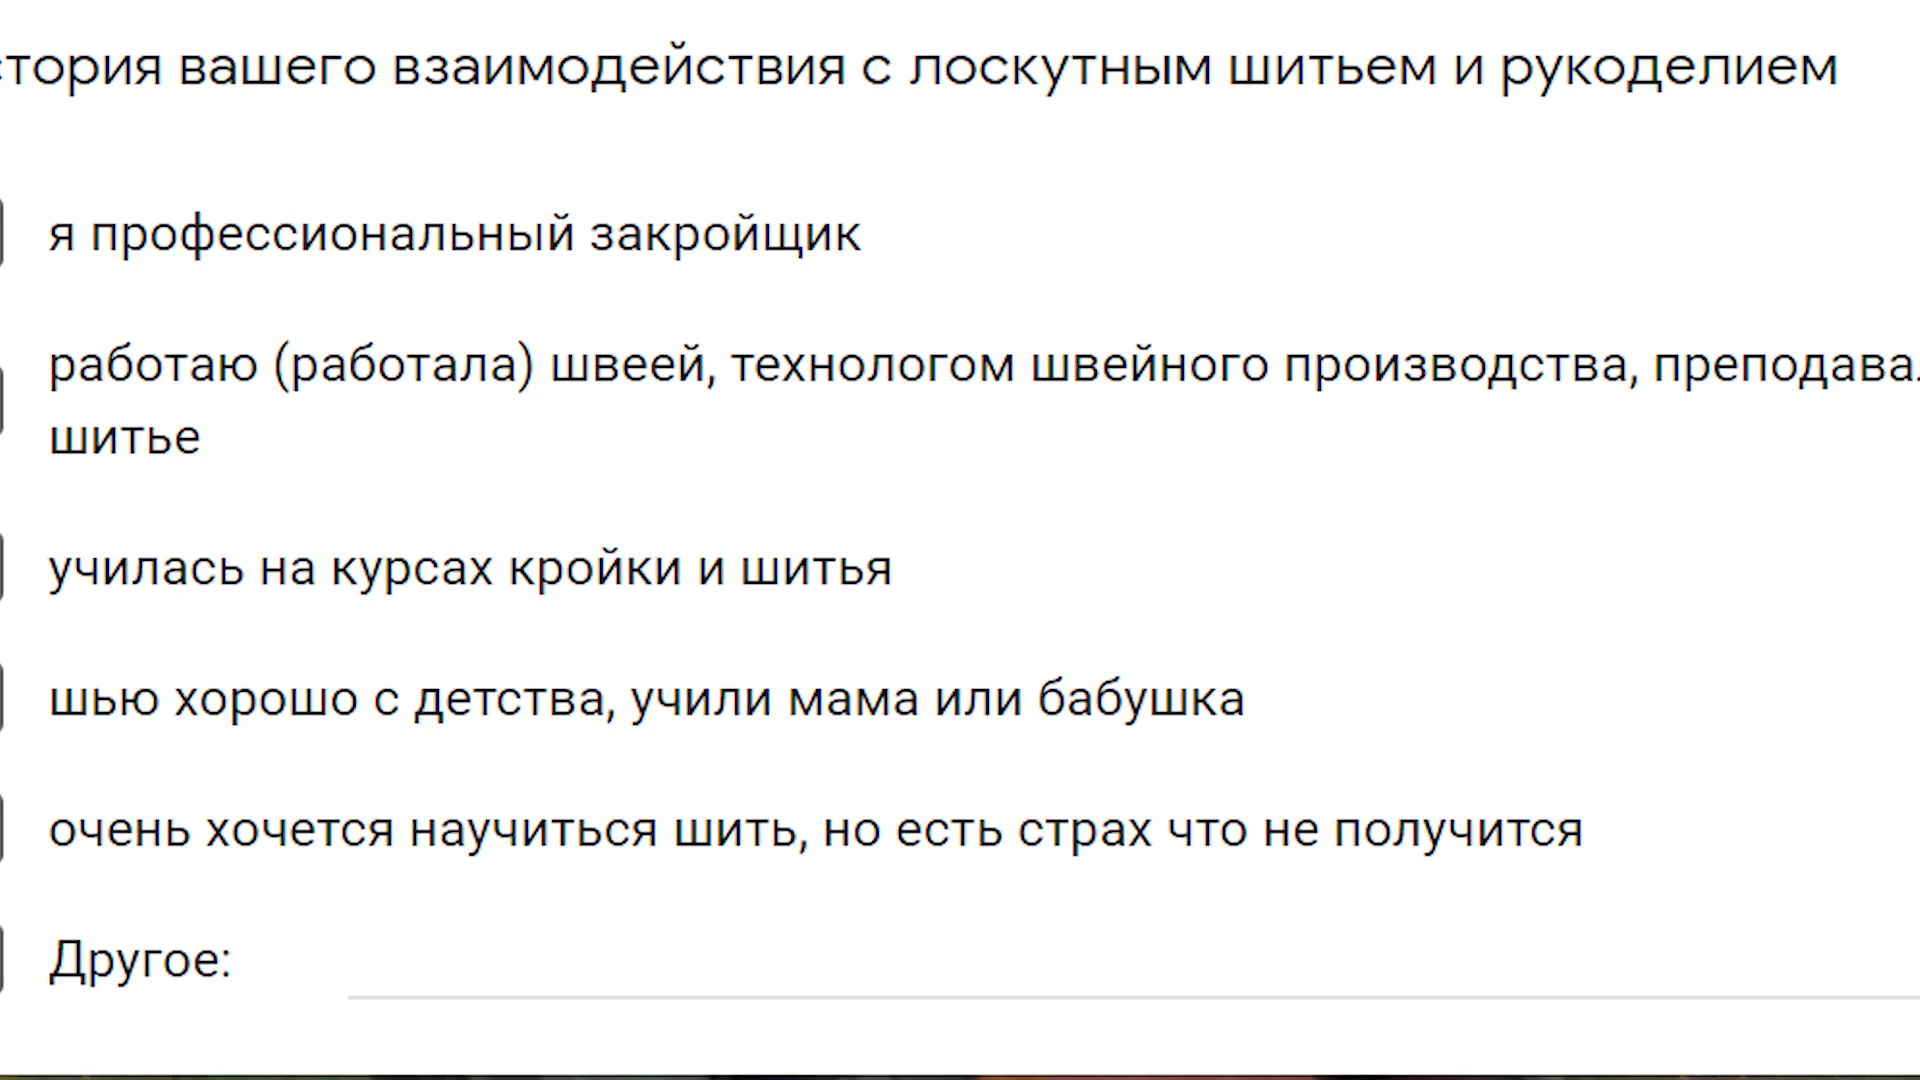 стория вашего взаимодействия с лоскутным шитьем и рукоделием
я профессиональный закройщик
работаю (работала) швеей, технологом швейного производства,
шитье
училась на курсах кройки и шитья
шью хорошо с детства, учили мама или бабушка
очень хочется научиться шить, но есть страх что не получится
Другое: